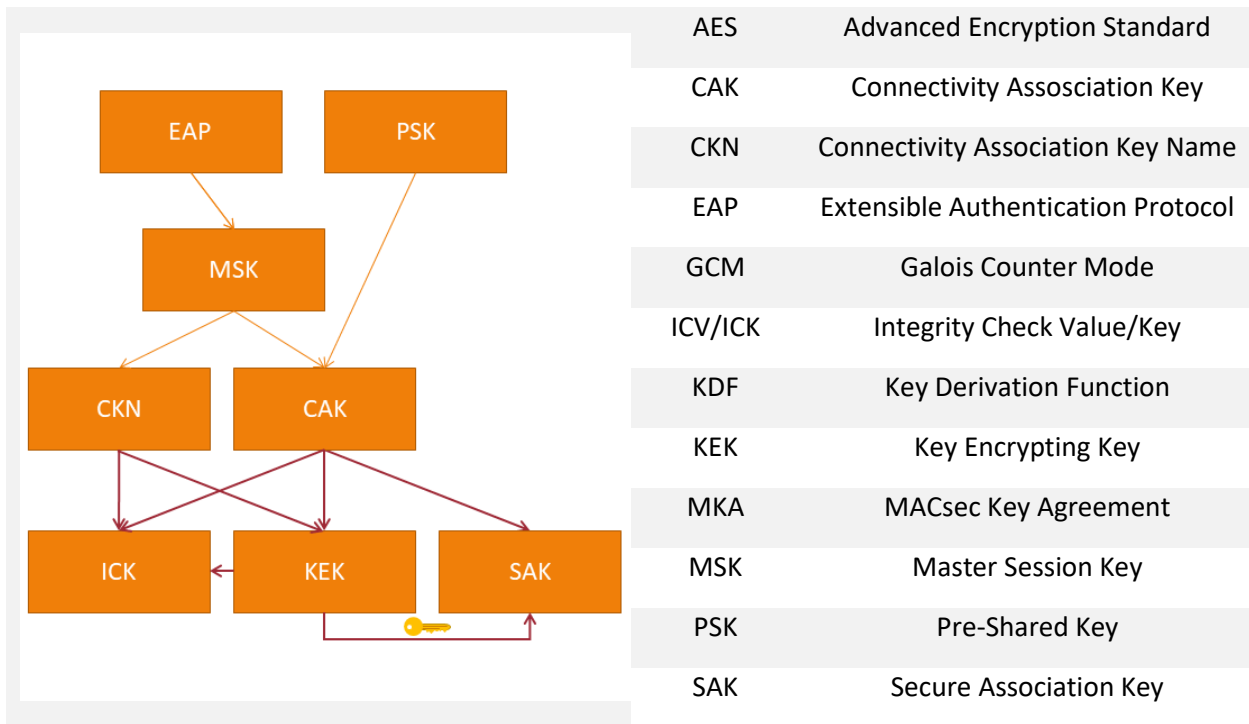 EAP
PSK
MSK
CKN
CAK
ICK
KEK
SAK
AES Advanced Encryption Standard
CAK Connectivity Assosciation Key
CKN Connectivity Association Key Name
EAP Extensible Authentication Protocol
GCM Galois Counter Mode
ICV/ICK Integrity Check Value/Key
KDF Key Derivation Function
KEK Key Encrypting Key
MKA MACsec Key Agreement
MSK Master Session Key
PSK Pre-Shared Key
SAK Secure Association Key